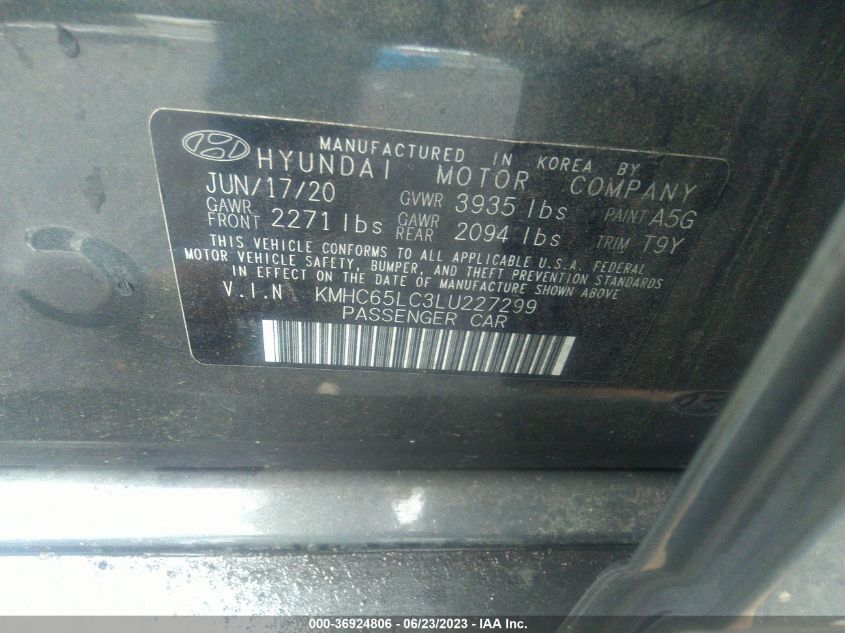 MANUFACTURED IN KOREA BY
HYUNDAI MOTOR COMPANY
JUN/17/20 GVWR 3935 lbs PAINT A5G
GAWR FRONT 2271 lbs GAWR REAR 2094 lbs TRIM T9Y
THIS VEHICLE CONFORMS TO ALL APPLICABLE U.S.A. FEDERAL
MOTOR VEHICLE SAFETY, BUMPER, AND THEFT PREVENTION STANDARDS
IN EFFECT ON THE DATE OF MANUFACTURE SHOWN ABOVE
V.I.N KMHC65LC3LU227299
PASSENGER CAR
000-36924806 - 06/23/2023 - IAA Inc.